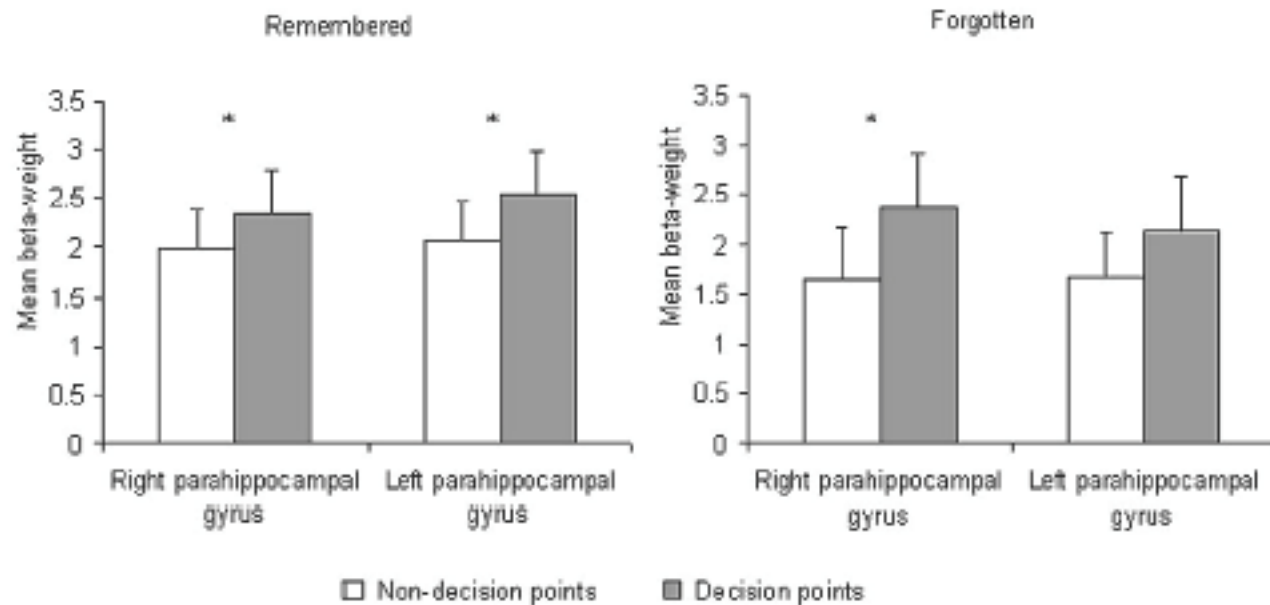 Remembered
Mean beta-weight
3.5
3
2.5
2
1.5
1
0.5
0
*
*
Right parahippocampal
gyrus
Left parahippocampal
gyrus
Forgotten
Mean beta-weight
3.5
3
2.5
2
1.5
1
0.5
0
*
Right parahippocampal
gyrus
Left parahippocampal
gyrus
Non-decision points
Decision points